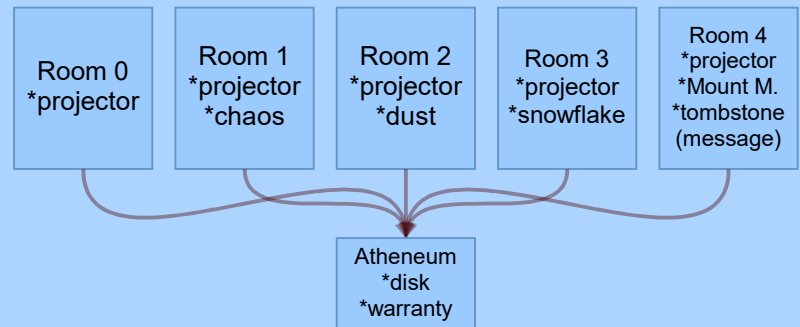 Room 0
*projector
Room 1
*projector
*chaos
Room 2
*projector
*dust
Room 3
*projector
*snowflake
Room 4
*projector
*Mount M.
*tombstone
(message)
Atheneum
*disk
*warranty